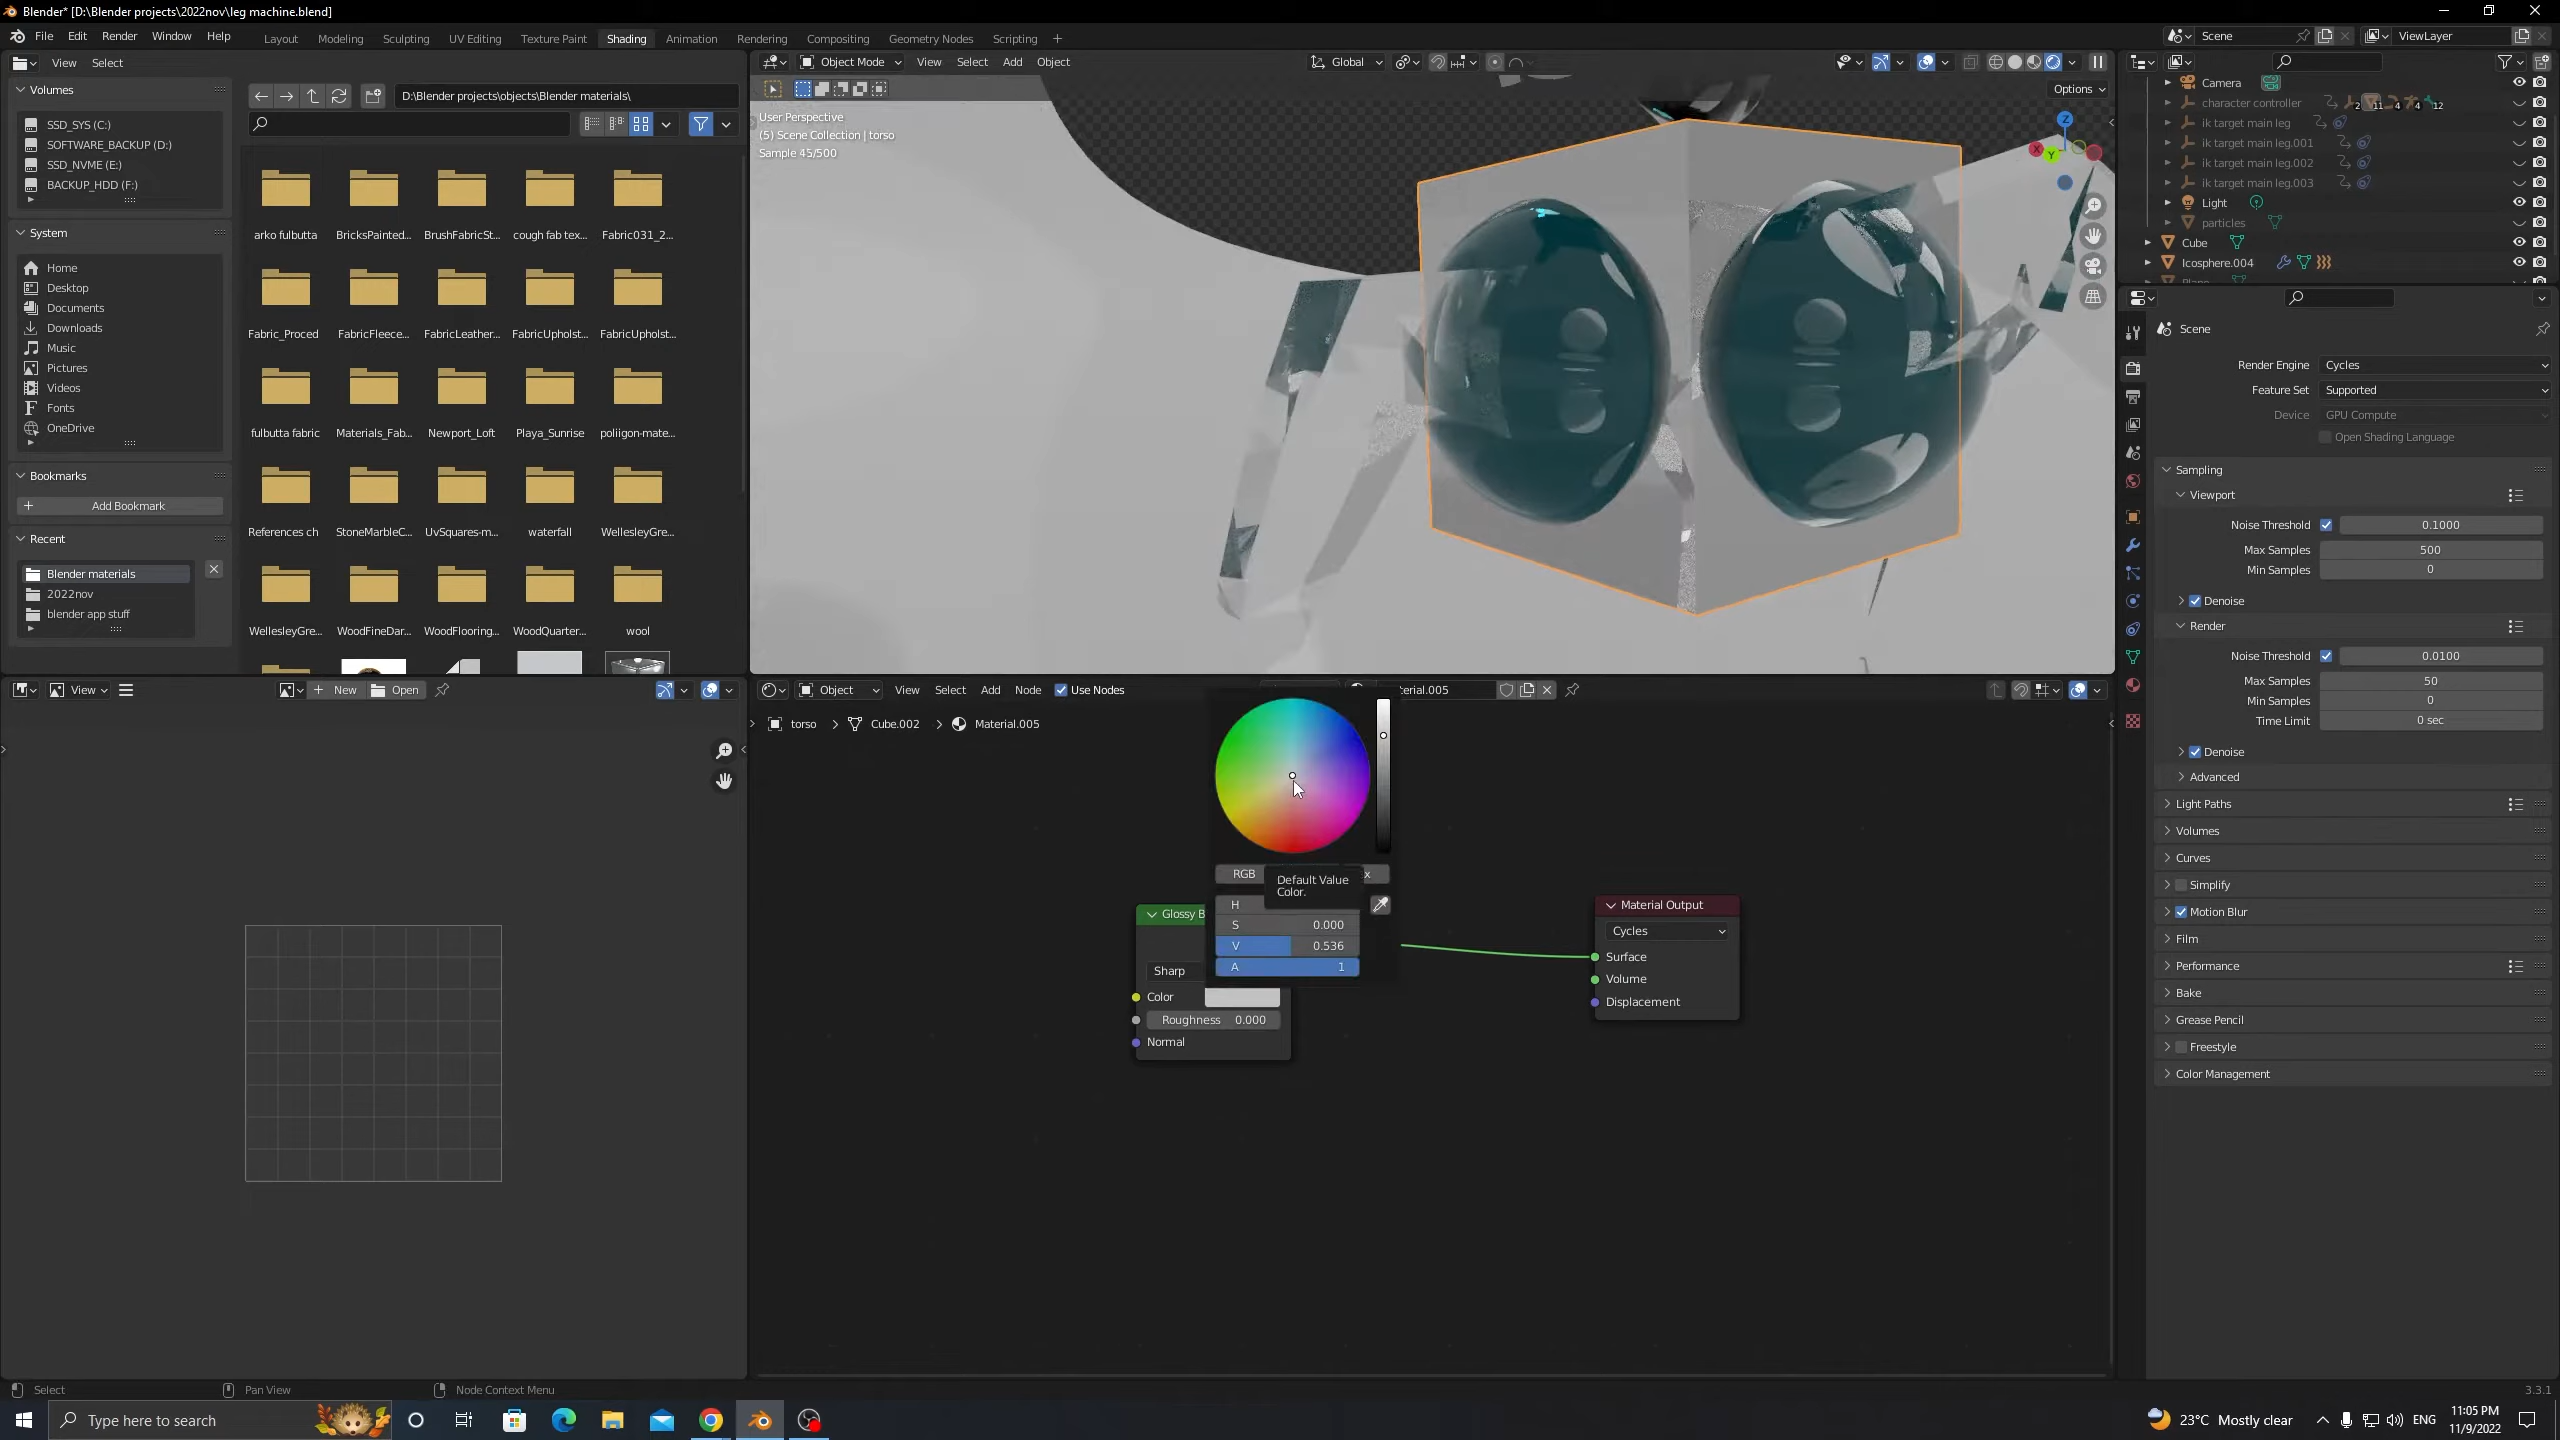 Blender* [D:\Blender projects\2022nov\leg machine.blend]
File Edit Render Window Help
Layout Modeling Sculpting UV Editing Texture Paint Shading Animation Rendering Compositing Geometry Nodes Scripting +
Scene
ViewLayer
View Select
Volumes
SSD_SYS (C:)
SOFTWARE_BACKUP (D:)
SSD_NVME (E:)
BACKUP_HDD (F:)
System
Home
Desktop
Documents
Downloads
Music
Pictures
Videos
Fonts
OneDrive
Bookmarks
Add Bookmark
Recent
Blender materials
2022nov
blender app stuff
D:\Blender projects\objects\Blender materials\
arko fulbutta BricksPainted... BrushFabricSt... cough fab tex... Fabric031_2...
Fabric_Proced FabricFleece... FabricLeather... FabricUpholst... FabricUpholst...
fulbutta fabric Materials_Fab... Newport_Loft Playa_Sunrise poliigon-mate...
References ch StoneMarbleC... UvSquares-m... waterfall WellesleyGre...
WellesleyGre... WoodFineDar... WoodFlooring... WoodQuarter... wool
Object Mode View Select Add Object
Global
Options
User Perspective
(5) Scene Collection | torso
Sample 45/500
Z
X
Y
Camera
character controller 2 11 4 4 12
ik target main leg
ik target main leg.001
ik target main leg.002
ik target main leg.003
Light
particles
Cube
Icosphere.004
Scene
Render Engine Cycles
Feature Set Supported
Device GPU Compute
Open Shading Language
Sampling
Viewport
Noise Threshold 0.1000
Max Samples 500
Min Samples 0
Denoise
Render
Noise Threshold 0.0100
Max Samples 50
Min Samples 0
Time Limit 0 sec
Denoise
Advanced
Light Paths
Volumes
Curves
Simplify
Motion Blur
Film
Performance
Bake
Grease Pencil
Freestyle
Color Management
View
New Open
Object View Select Add Node Use Nodes
terial.005
torso > Cube.002 > Material.005
RGB x
Default Value
Color.
H
S 0.000
V 0.536
A 1
Glossy B
Sharp
Color
Roughness 0.000
Normal
Material Output
Cycles
Surface
Volume
Displacement
Select Pan View Node Context Menu
3.3.1
Type here to search
23°C Mostly clear
ENG
11:05 PM
11/9/2022